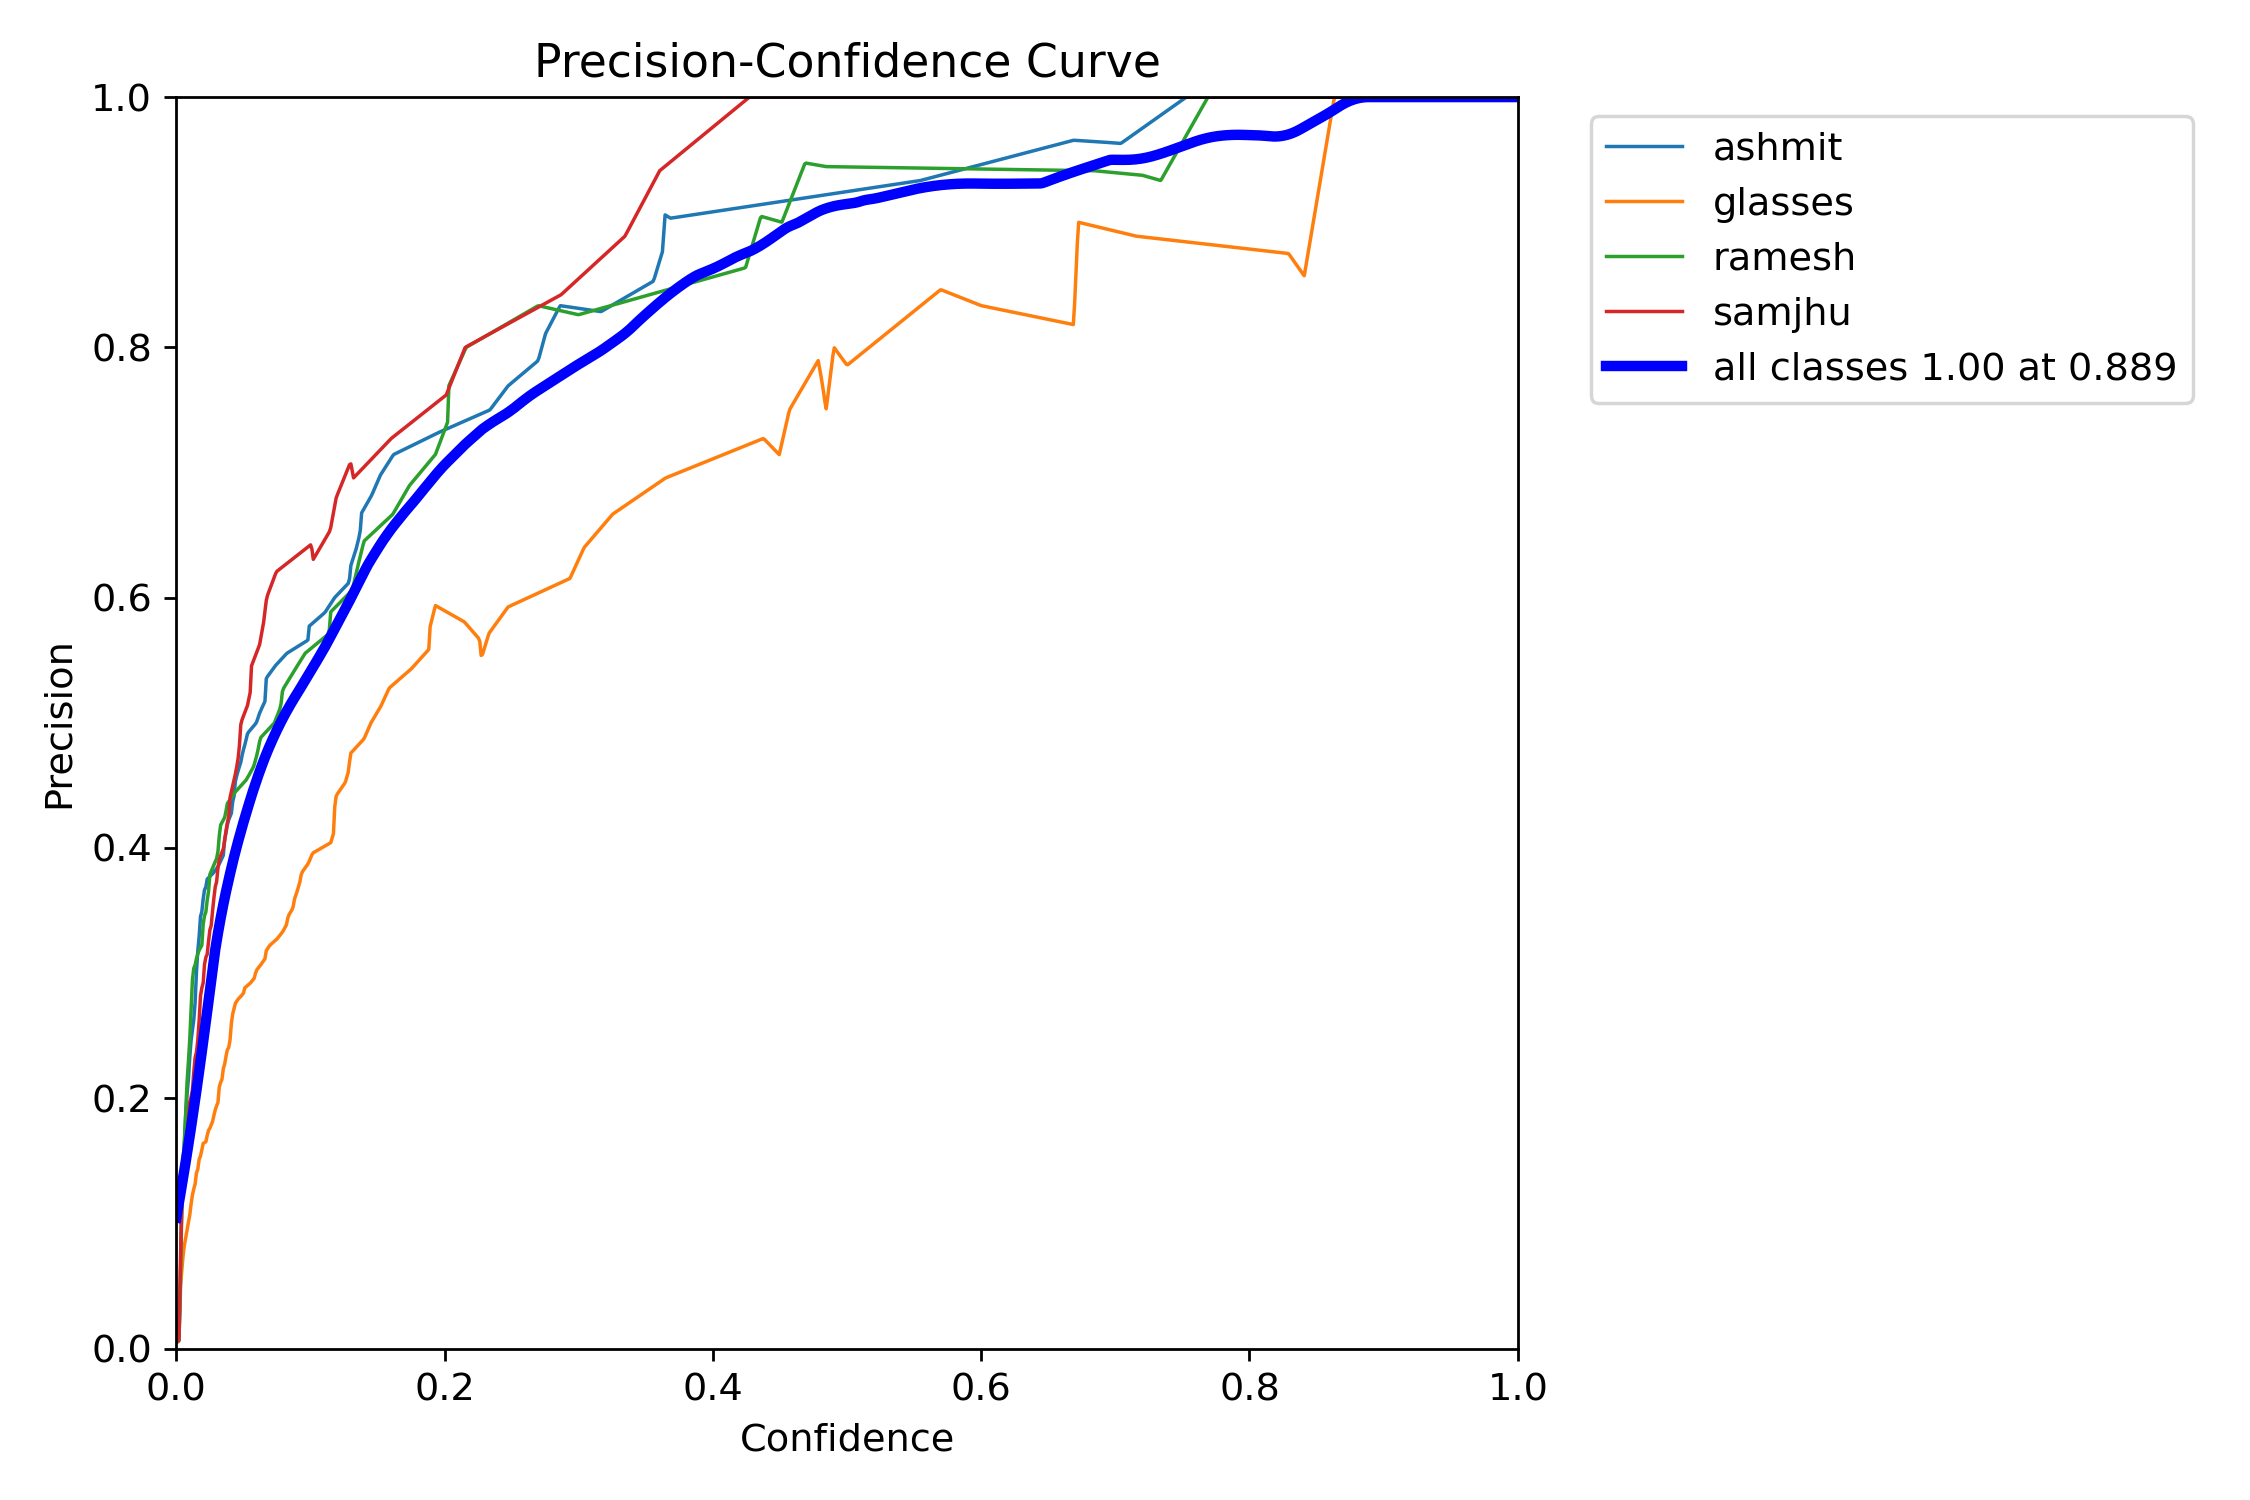 Precision-Confidence Curve
1.0
0.8
0.6
0.4
0.2
0.0
Precision
0.0 0.2 0.4 0.6 0.8 1.0
Confidence
ashmit
glasses
ramesh
samjhu
all classes 1.00 at 0.889